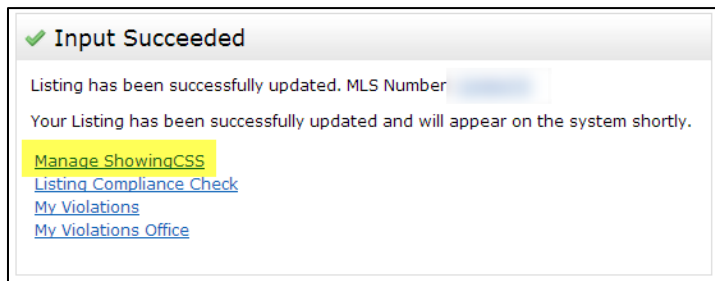 Input Succeeded
Listing has been successfully updated. MLS Number
Your Listing has been successfully updated and will appear on the system shortly.
Manage ShowingCSS
Listing Compliance Check
My Violations
My Violations Office